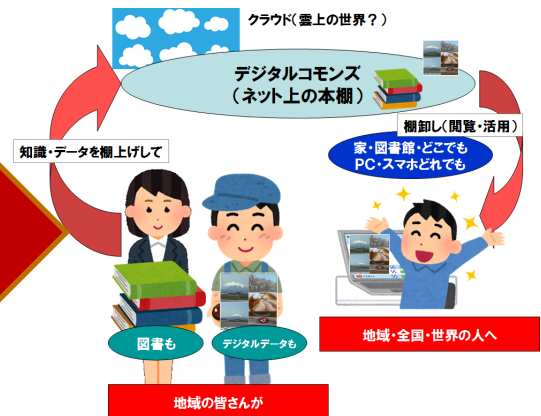 クラウド(雲上の世界?)
デジタルコモンズ
(ネット上の本棚)
棚卸し(閲覧・活用)
知識・データを棚上げして
家・図書館・どこでも
PC・スマホどれでも
図書も
デジタルデータも
地域・全国・世界の人へ
地域の皆さんが